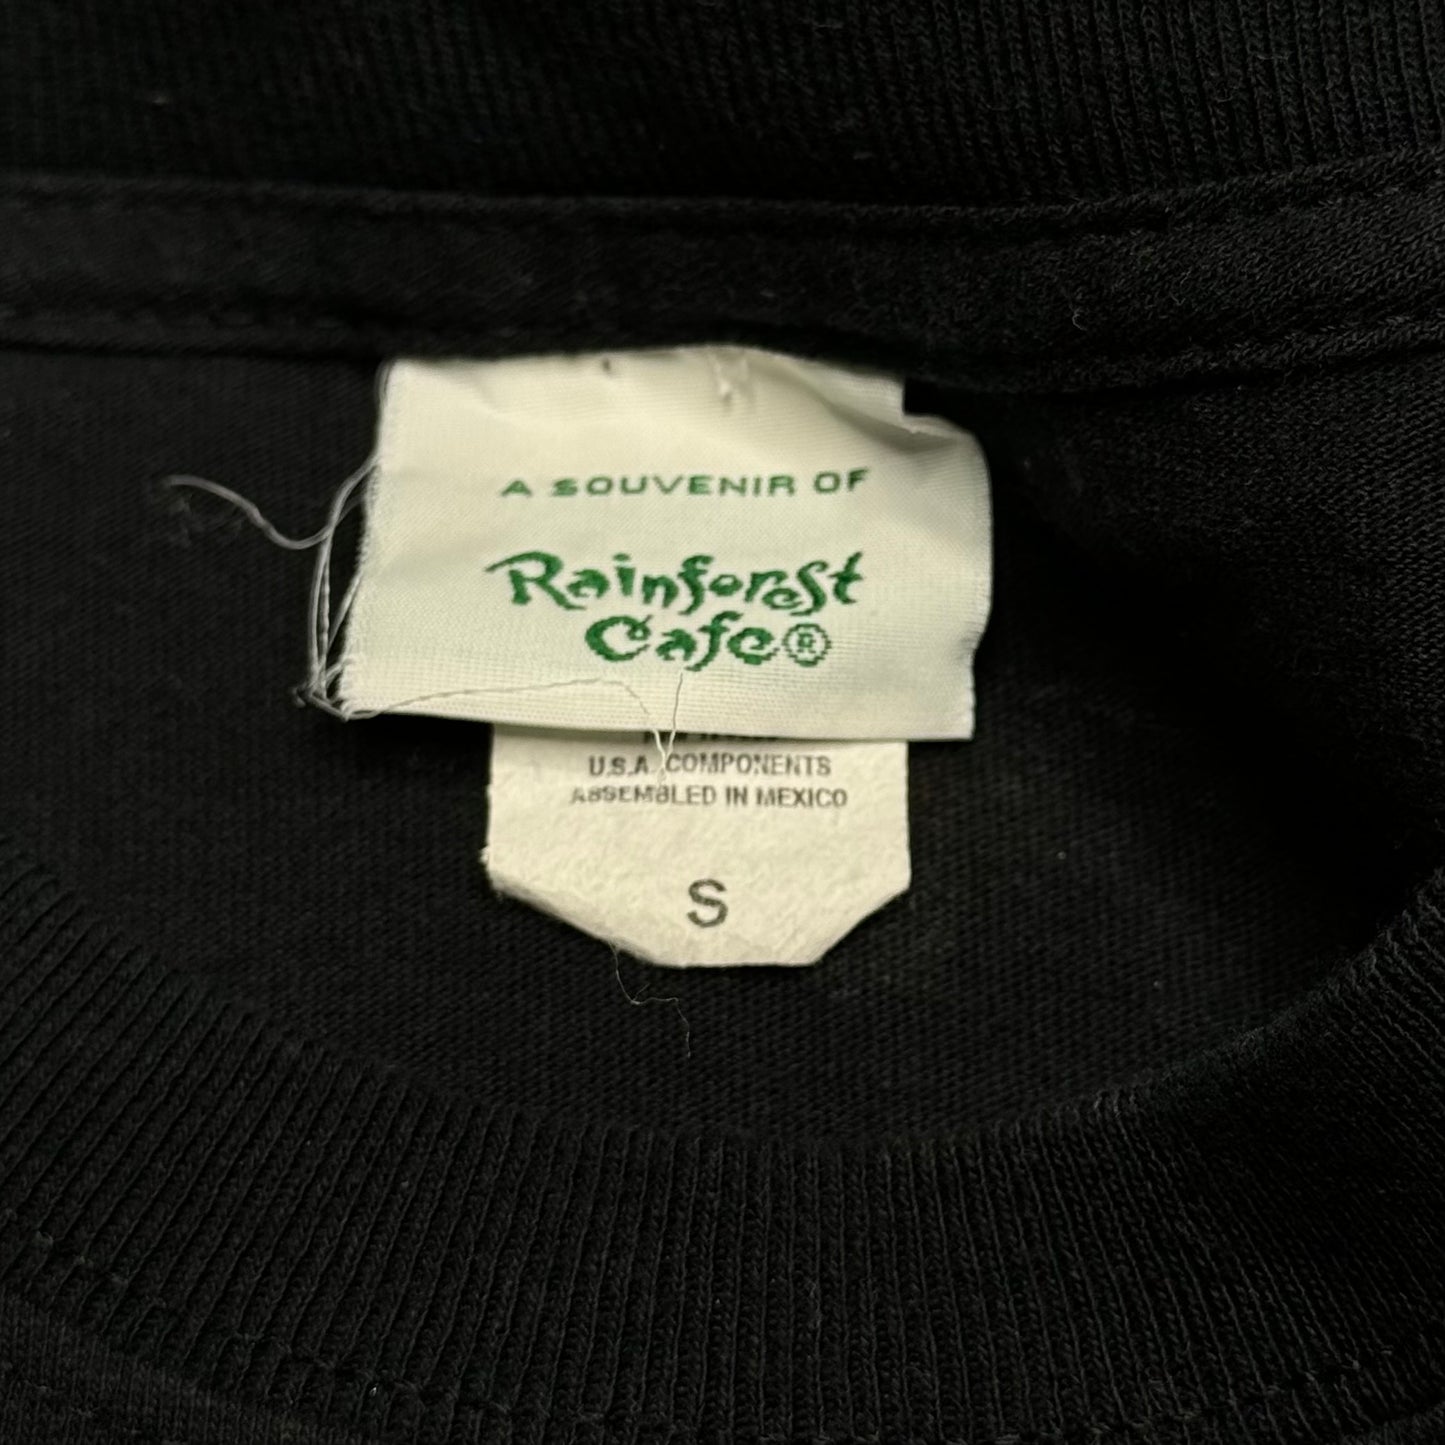 A SOUVENIR OF
Rainforest
Cafe®
U.S.A. COMPONENTS
ASSEMBLED IN MEXICO
S